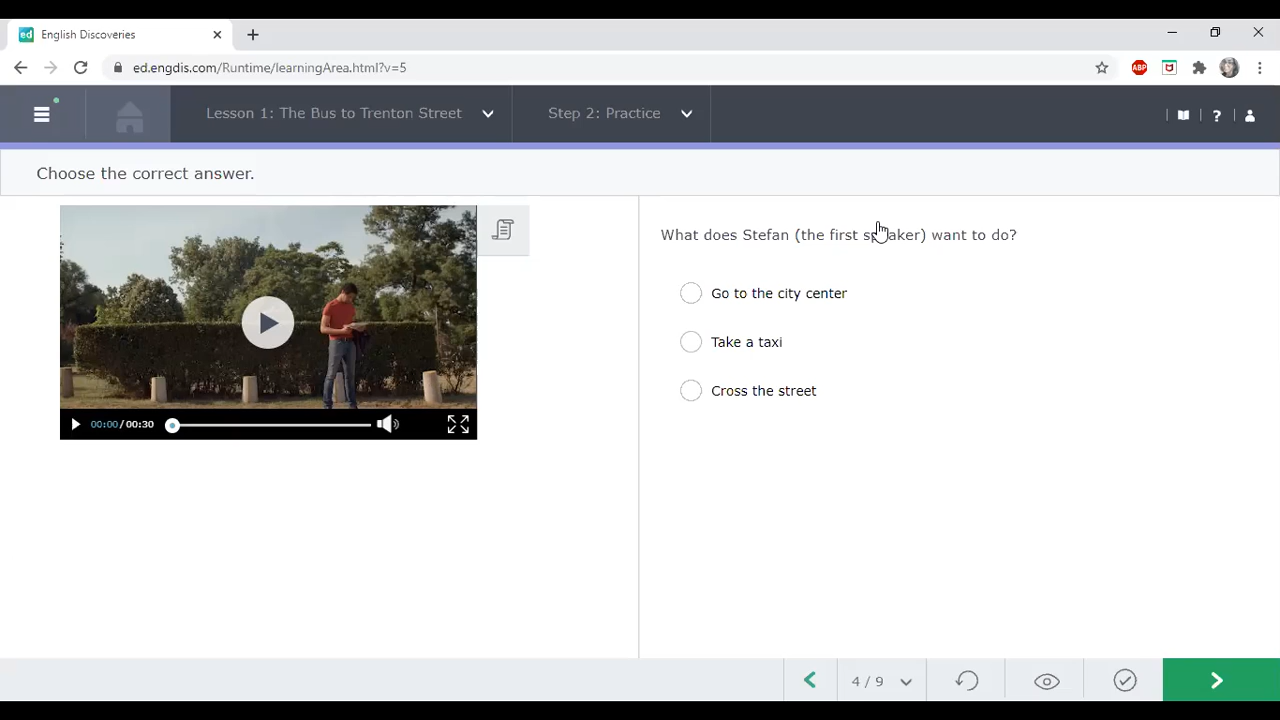 ed English Discoveries
ed.engdis.com/Runtime/learningArea.html?v=5
ABP
Lesson 1: The Bus to Trenton Street
Step 2: Practice
?
Choose the correct answer.
What does Stefan (the first speaker) want to do?
Go to the city center
Take a taxi
Cross the street
00:00/00:30
4 / 9